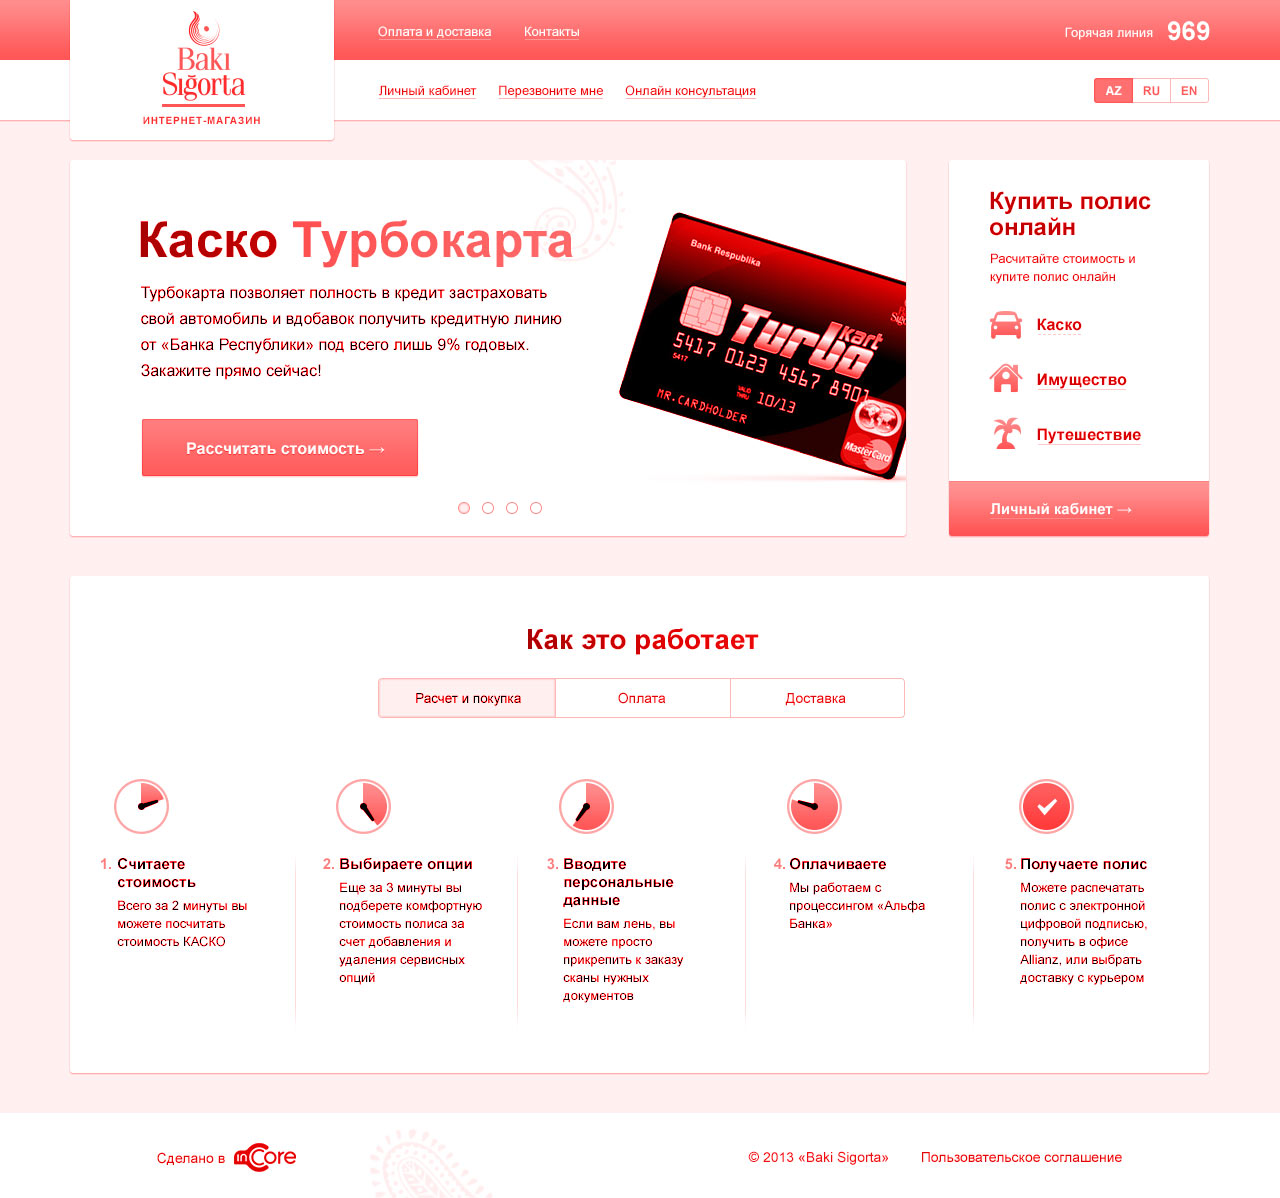 Оплата и доставка
Контакты
Горячая линия 969
Bakı
Sığorta
ИНТЕРНЕТ-МАГАЗИН
Личный кабинет
Перезвоните мне
Онлайн консультация
AZ
RU
EN
Каско Турбокарта
Турбокарта позволяет полность в кредит застраховать
свой автомобиль и вдобавок получить кредитную линию
от «Банка Республики» под всего лишь 9% годовых.
Закажите прямо сейчас!
Рассчитать стоимость →
Bank Respublika
Turbo Kart
5417 0123 4567 8901
5417
VALID
THRU
10/13
MR.CARDHOLDER
MasterCard
Купить полис
онлайн
Расчитайте стоимость и
купите полис онлайн
Каско
Имущество
Путешествие
Личный кабинет →
Как это работает
Расчет и покупка
Оплата
Доставка
1. Считаете
стоимость
Всего за 2 минуты вы
можете посчитать
стоимость КАСКО
2. Выбираете опции
Еще за 3 минуты вы
подберете комфортную
стоимость полиса за
счет добавления и
удаления сервисных
опций
3. Вводите
персональные
данные
Если вам лень, вы
можете просто
прикрепить к заказу
сканы нужных
документов
4. Оплачиваете
Мы работаем с
процессингом «Альфа
Банка»
5. Получаете полис
Можете распечатать
полис с электронной
цифровой подписью,
получить в офисе
Allianz, или выбрать
доставку с курьером
Сделано в inCore
© 2013 «Baki Sigorta»
Пользовательское соглашение